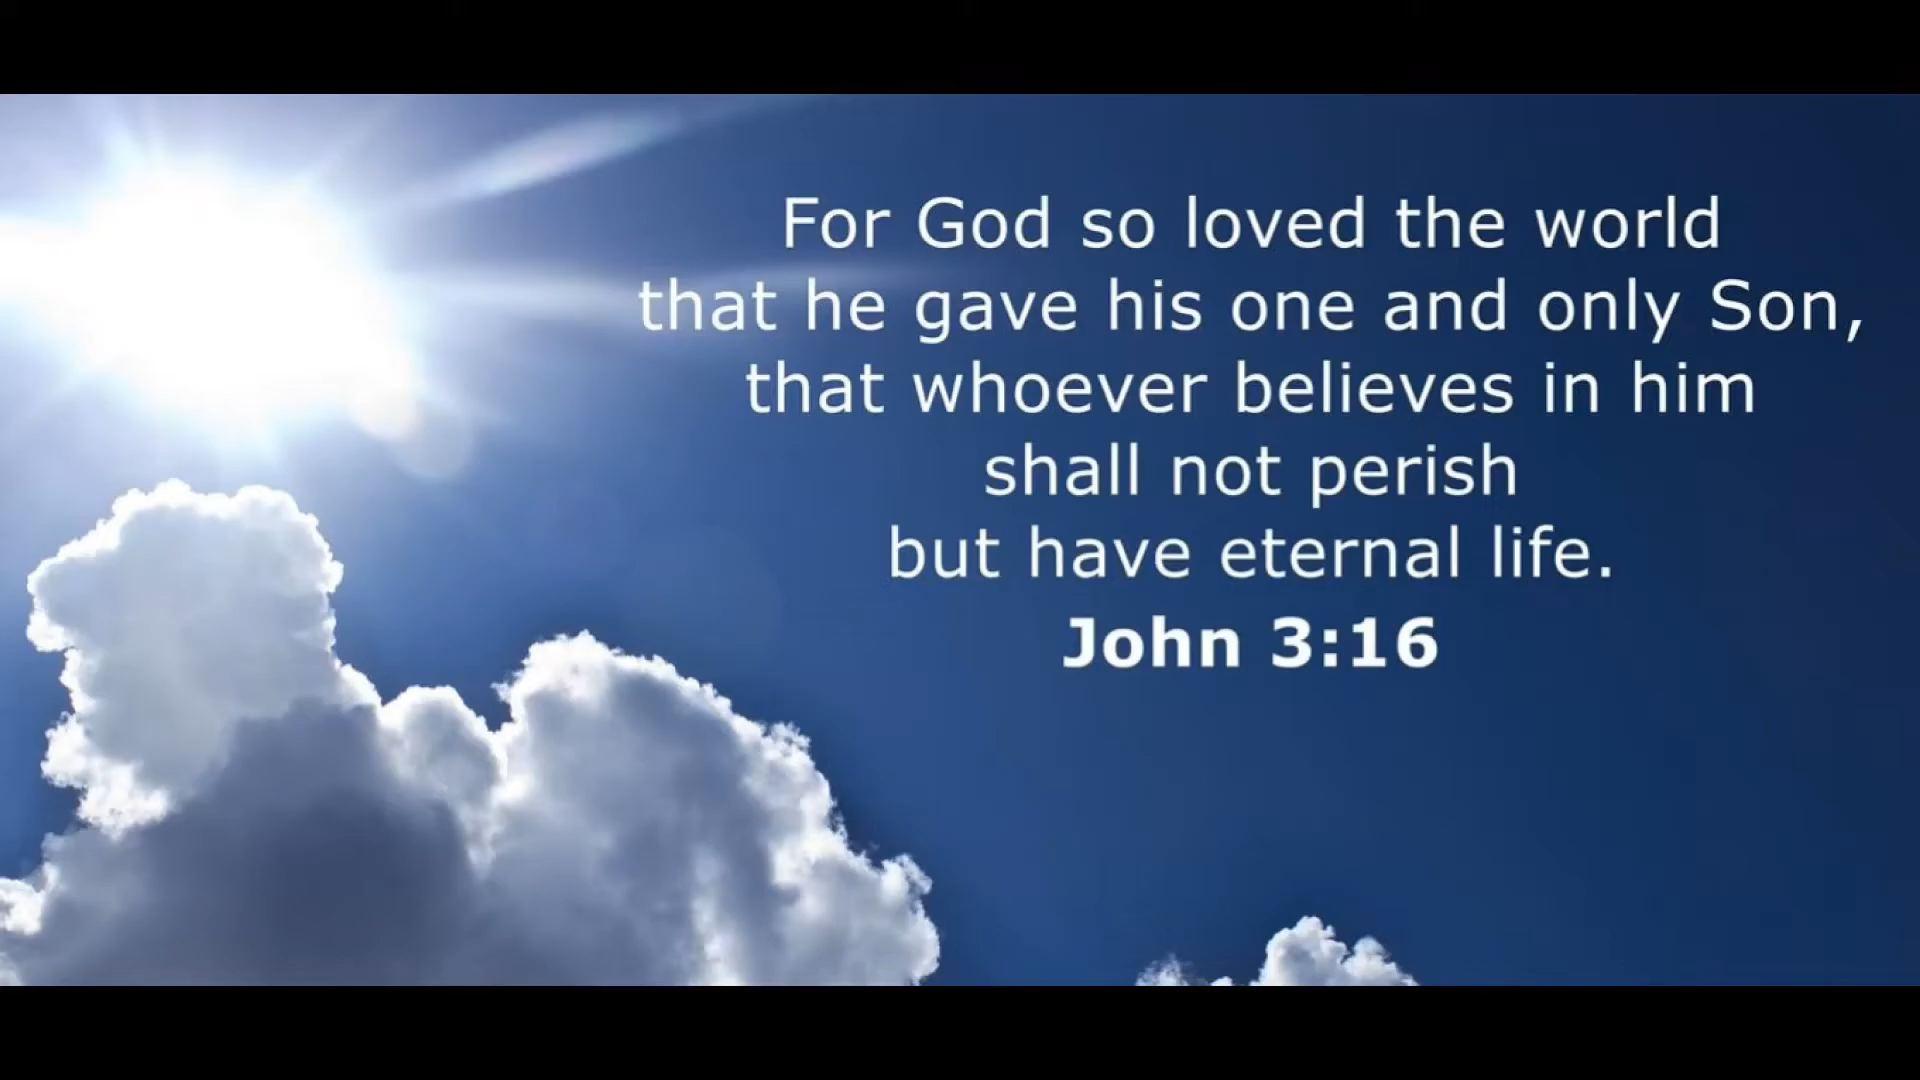 For God so loved the world
that he gave his one and only Son,
that whoever believes in him
shall not perish
but have eternal life.
John 3:16